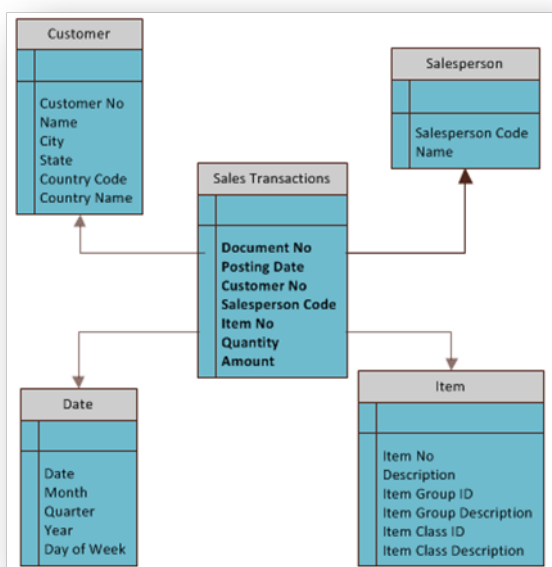 Customer
Customer No
Name
City
State
Country Code
Country Name
Salesperson
Salesperson Code
Name
Sales Transactions
Document No
Posting Date
Customer No
Salesperson Code
Item No
Quantity
Amount
Date
Date
Month
Quarter
Year
Day of Week
Item
Item No
Description
Item Group ID
Item Group Description
Item Class ID
Item Class Description